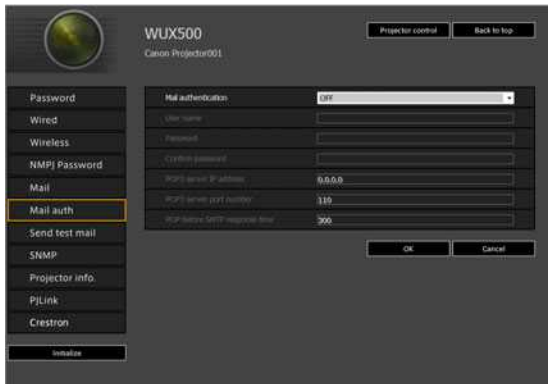 WUX500
Canon Projector001
Projector control
Back to top
Password
Wired
Wireless
NMPJ Password
Mail
Mail auth
Send test mail
SNMP
Projector info.
PJLink
Crestron
Initialize
Mail authentication
OFF
User name
Password
Confirm password
POP3 server IP address
0.0.0.0
POP3 server port number
110
POP before SMTP response time
300
OK
Cancel